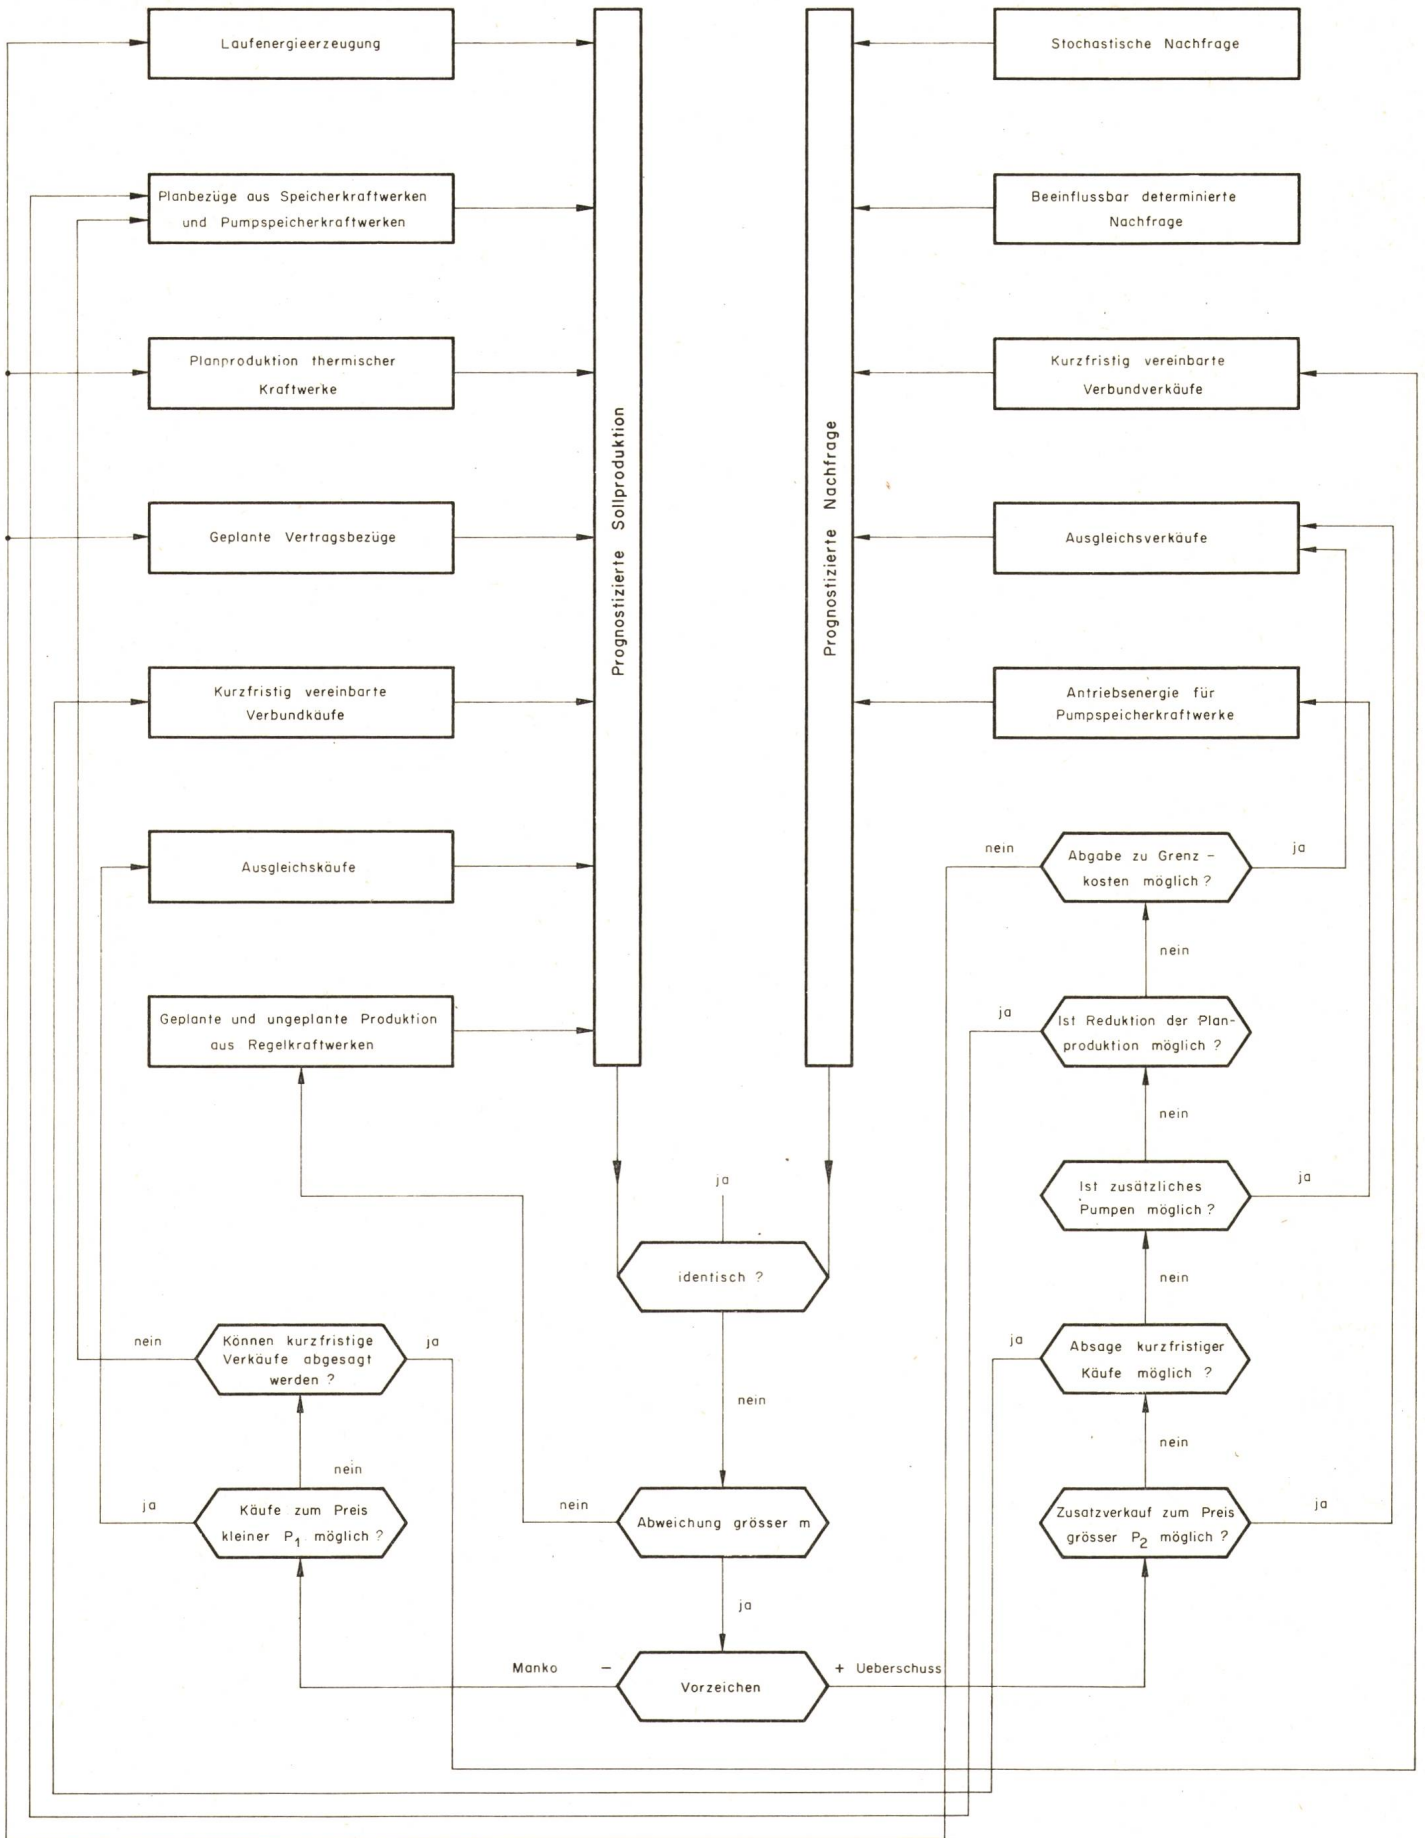 Laufenergieerzeugung
Stochastische Nachfrage
Planbezüge aus Speicherkraftwerken
und Pumpspeicherkraftwerken
Beeinflussbar determinierte
Nachfrage
Planproduktion thermischer
Kraftwerke
Kurzfristig vereinbarte
Verbundverkäufe
Prognostizierte Sollproduktion
Prognostizierte Nachfrage
Geplante Vertragsbezüge
Ausgleichsverkäufe
Kurzfristig vereinbarte
Verbundkäufe
Antriebsenergie für
Pumpspeicherkraftwerke
Ausgleichskäufe
nein
Abgabe zu Grenz-
kosten möglich ?
ja
nein
Geplante und ungeplante Produktion
aus Regelkraftwerken
ja
Ist Reduktion der Plan-
produktion möglich ?
nein
ja
Ist zusätzliches
Pumpen möglich ?
ja
identisch ?
nein
nein
Können kurzfristige
Verkäufe abgesagt
werden ?
ja
ja
Absage kurzfristiger
Käufe möglich ?
nein
nein
nein
ja
Käufe zum Preis
kleiner P1 möglich ?
nein
Abweichung grösser m
Zusatzverkauf zum Preis
grösser P2 möglich ?
ja
ja
Manko −
Vorzeichen
+ Ueberschuss